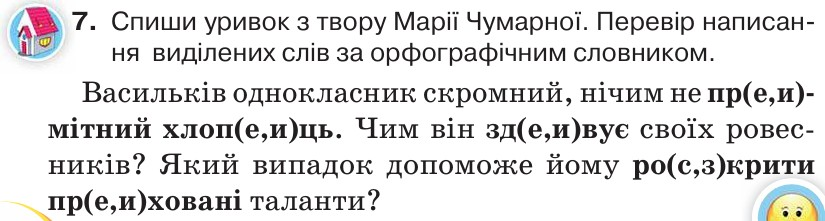 7. Спиши уривок з твору Марії Чумарної. Перевір написан-
ня виділених слів за орфографічним словником.
Васильків однокласник скромний, нічим не пр(е,и)-
мітний хлоп(е,и)ць. Чим він зд(е,и)вує своїх ровес-
ників? Який випадок допоможе йому ро(с,з)крити
пр(е,и)ховані таланти?